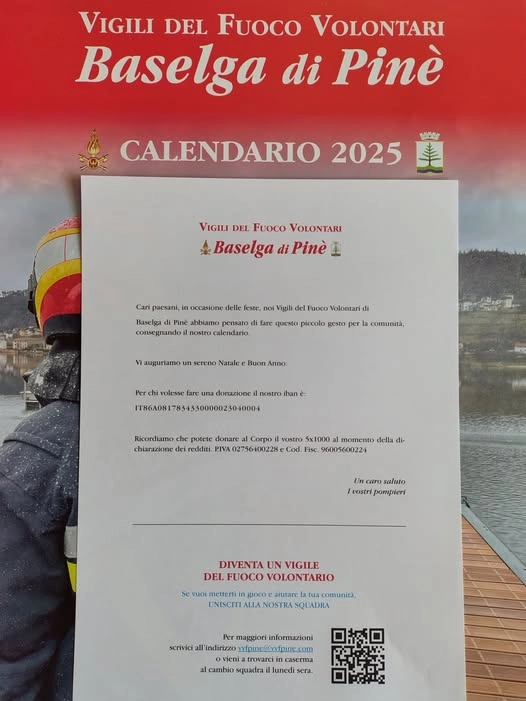 VIGILI DEL FUOCO VOLONTARI
Baselga di Pinè
CALENDARIO 2025
VIGILI DEL FUOCO VOLONTARI
Baselga di Pinè
Cari paesani, in occasione delle feste, noi Vigili del Fuoco Volontari di
Baselga di Pinè abbiamo pensato di fare questo piccolo gesto per la comunità,
consegnando il nostro calendario.
Vi auguriamo un sereno Natale e Buon Anno.
Per chi volesse fare una donazione il nostro iban è:
IT86A0817834330000023040004
Ricordiamo che potete donare al Corpo il vostro 5x1000 al momento della di-
chiarazione dei redditi. P.IVA 02756400228 e Cod. Fisc. 96005600224
Un caro saluto
I vostri pompieri
DIVENTA UN VIGILE
DEL FUOCO VOLONTARIO
Se vuoi metterti in gioco e aiutare la tua comunità,
UNISCITI ALLA NOSTRA SQUADRA
Per maggiori informazioni
scrivici all'indirizzo vvfpine@vvfpine.com
o vieni a trovarci in caserma
al cambio squadra il lunedì sera.